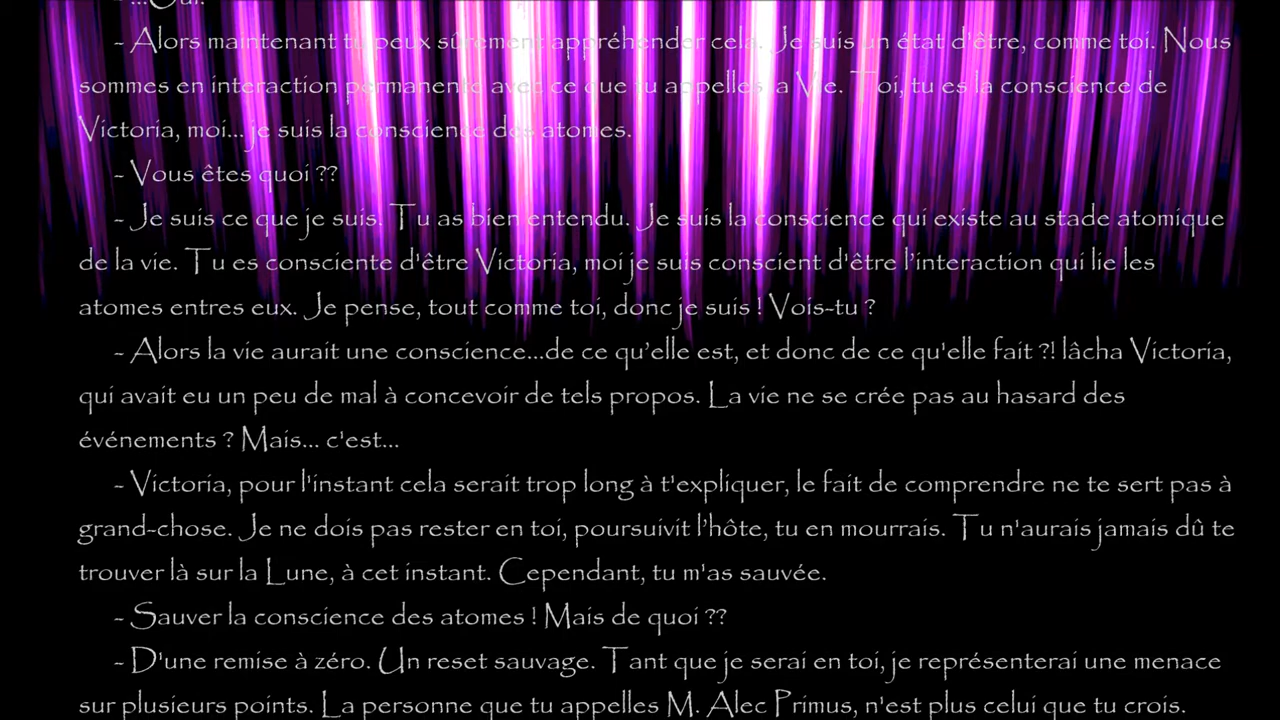 - ...Oui.
- Alors maintenant tu peux sûrement appréhender cela. Je suis un état d'être, comme toi. Nous
sommes en interaction permanente avec ce que tu appelles la Vie. Toi, tu es la conscience de
Victoria, moi... je suis la conscience des atomes.
- Vous êtes quoi ??
- Je suis ce que je suis. Tu as bien entendu. Je suis la conscience qui existe au stade atomique
de la vie. Tu es consciente d'être Victoria, moi je suis conscient d'être l'interaction qui lie les
atomes entres eux. Je pense, tout comme toi, donc je suis ! Vois-tu ?
- Alors la vie aurait une conscience...de ce qu'elle est, et donc de ce qu'elle fait ?! lâcha Victoria,
qui avait eu un peu de mal à concevoir de tels propos. La vie ne se crée pas au hasard des
événements ? Mais... c'est...
- Victoria, pour l'instant cela serait trop long à t'expliquer, le fait de comprendre ne te sert pas à
grand-chose. Je ne dois pas rester en toi, poursuivit l'hôte, tu en mourrais. Tu n'aurais jamais dû te
trouver là sur la Lune, à cet instant. Cependant, tu m'as sauvée.
- Sauver la conscience des atomes ! Mais de quoi ??
- D'une remise à zéro. Un reset sauvage. Tant que je serai en toi, je représenterai une menace
sur plusieurs points. La personne que tu appelles M. Alec Primus, n'est plus celui que tu crois.